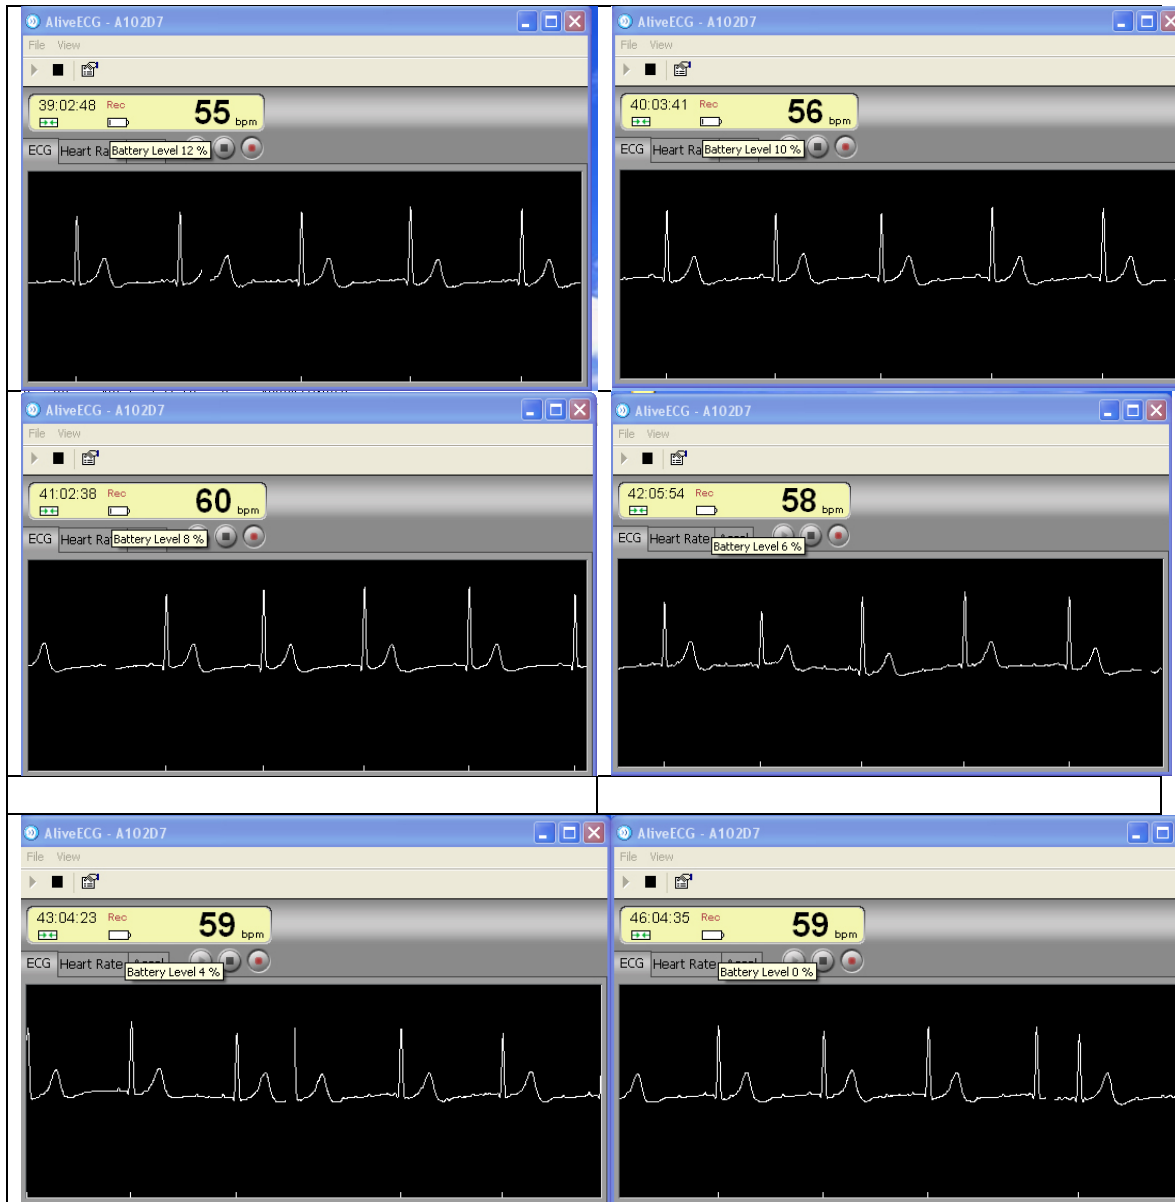 AliveECG - A102D7
File View
39:02:48 Rec 55 bpm
ECG Heart Ra Battery Level 12 %
AliveECG - A102D7
File View
40:03:41 Rec 56 bpm
ECG Heart Ra Battery Level 10 %
AliveECG - A102D7
File View
41:02:38 Rec 60 bpm
ECG Heart Rat Battery Level 8 %
AliveECG - A102D7
File View
42:05:54 Rec 58 bpm
ECG Heart Rate
Battery Level 6 %
AliveECG - A102D7
File View
43:04:23 Rec 59 bpm
ECG Heart Rate
Battery Level 4 %
AliveECG - A102D7
File View
46:04:35 Rec 59 bpm
ECG Heart Rate
Battery Level 0 %